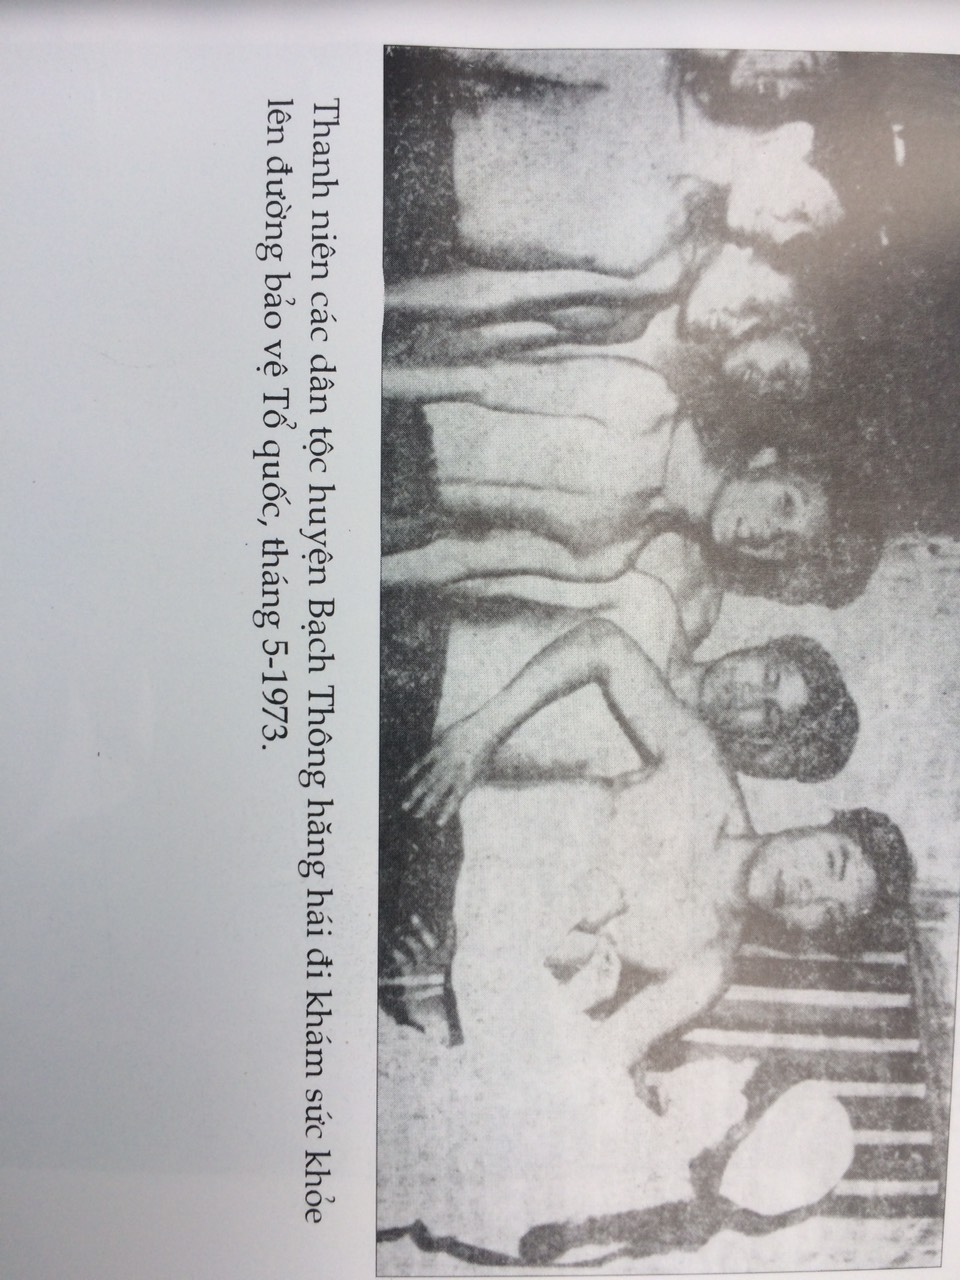 Thanh niên các dân tộc huyện Bạch Thông hăng hái đi khám sức khỏe
lên đường bảo vệ Tổ quốc, tháng 5-1973.